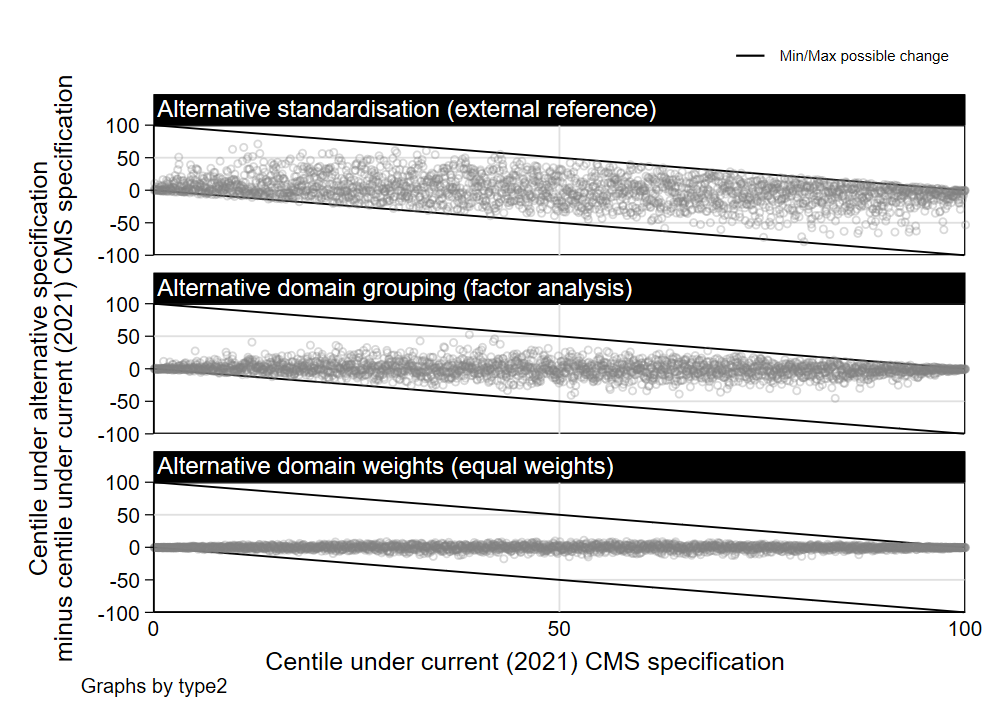 Min/Max possible change
Centile under alternative specification
minus centile under current (2021) CMS specification
Alternative standardisation (external reference)
100
50
0
-50
-100
Alternative domain grouping (factor analysis)
100
50
0
-50
-100
Alternative domain weights (equal weights)
100
50
0
-50
-100
0 50 100
Centile under current (2021) CMS specification
Graphs by type2